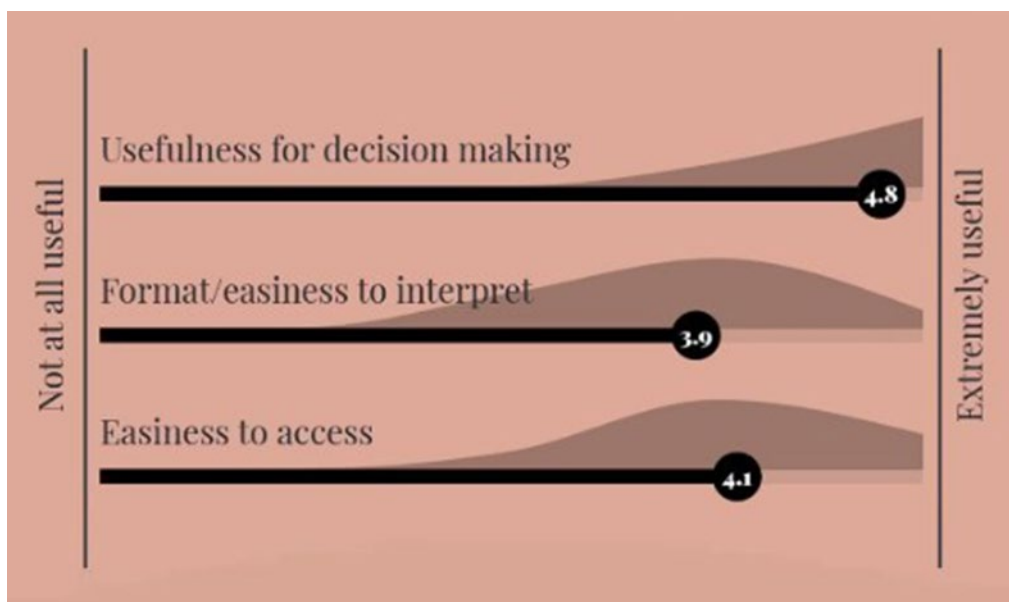 Not at all useful
Usefulness for decision making
4.8
Format/easiness to interpret
3.9
Easiness to access
4.1
Extremely useful